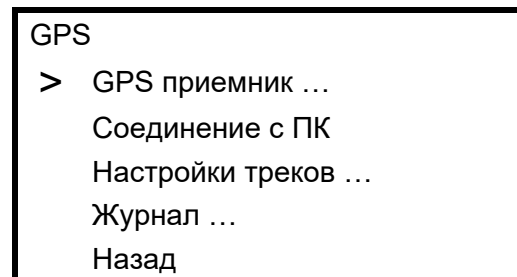 GPS
> GPS приемник …
Соединение с ПК
Настройки треков …
Журнал …
Назад